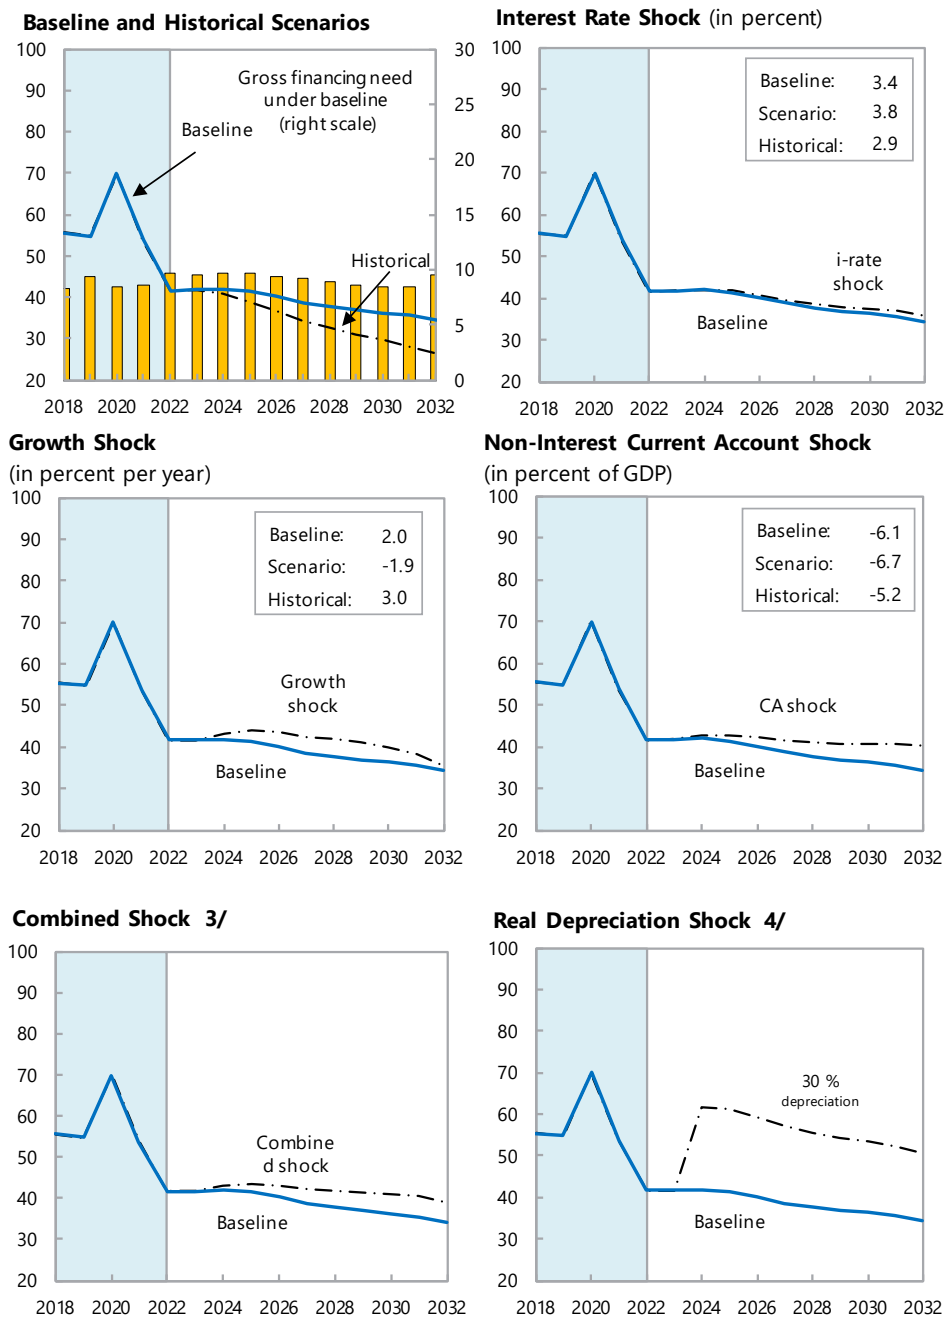 Baseline and Historical Scenarios
100
90
80
70
60
50
40
30
20
30
25
20
15
10
5
0
Gross financing need
under baseline
(right scale)
Baseline
Historical
2018 2020 2022 2024 2026 2028 2030 2032
Interest Rate Shock (in percent)
100
90
80
70
60
50
40
30
20
Baseline: 3.4
Scenario: 3.8
Historical: 2.9
i-rate
shock
Baseline
2018 2020 2022 2024 2026 2028 2030 2032
Growth Shock
(in percent per year)
100
90
80
70
60
50
40
30
20
Baseline: 2.0
Scenario: -1.9
Historical: 3.0
Growth
shock
Baseline
2018 2020 2022 2024 2026 2028 2030 2032
Non-Interest Current Account Shock
(in percent of GDP)
100
90
80
70
60
50
40
30
20
Baseline: -6.1
Scenario: -6.7
Historical: -5.2
CA shock
Baseline
2018 2020 2022 2024 2026 2028 2030 2032
Combined Shock 3/
100
90
80
70
60
50
40
30
20
Combine
d shock
Baseline
2018 2020 2022 2024 2026 2028 2030 2032
Real Depreciation Shock 4/
100
90
80
70
60
50
40
30
20
30 %
depreciation
Baseline
2018 2020 2022 2024 2026 2028 2030 2032